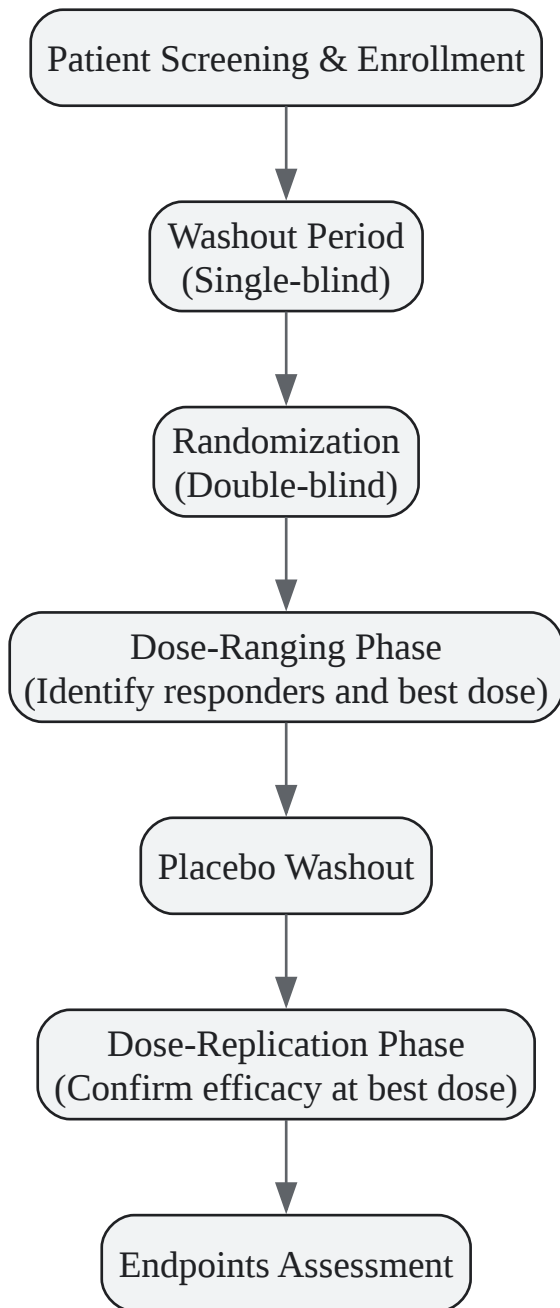 Patient Screening & Enrollment
Washout Period
(Single-blind)
Randomization
(Double-blind)
Dose-Ranging Phase
(Identify responders and best dose)
Placebo Washout
Dose-Replication Phase
(Confirm efficacy at best dose)
Endpoints Assessment